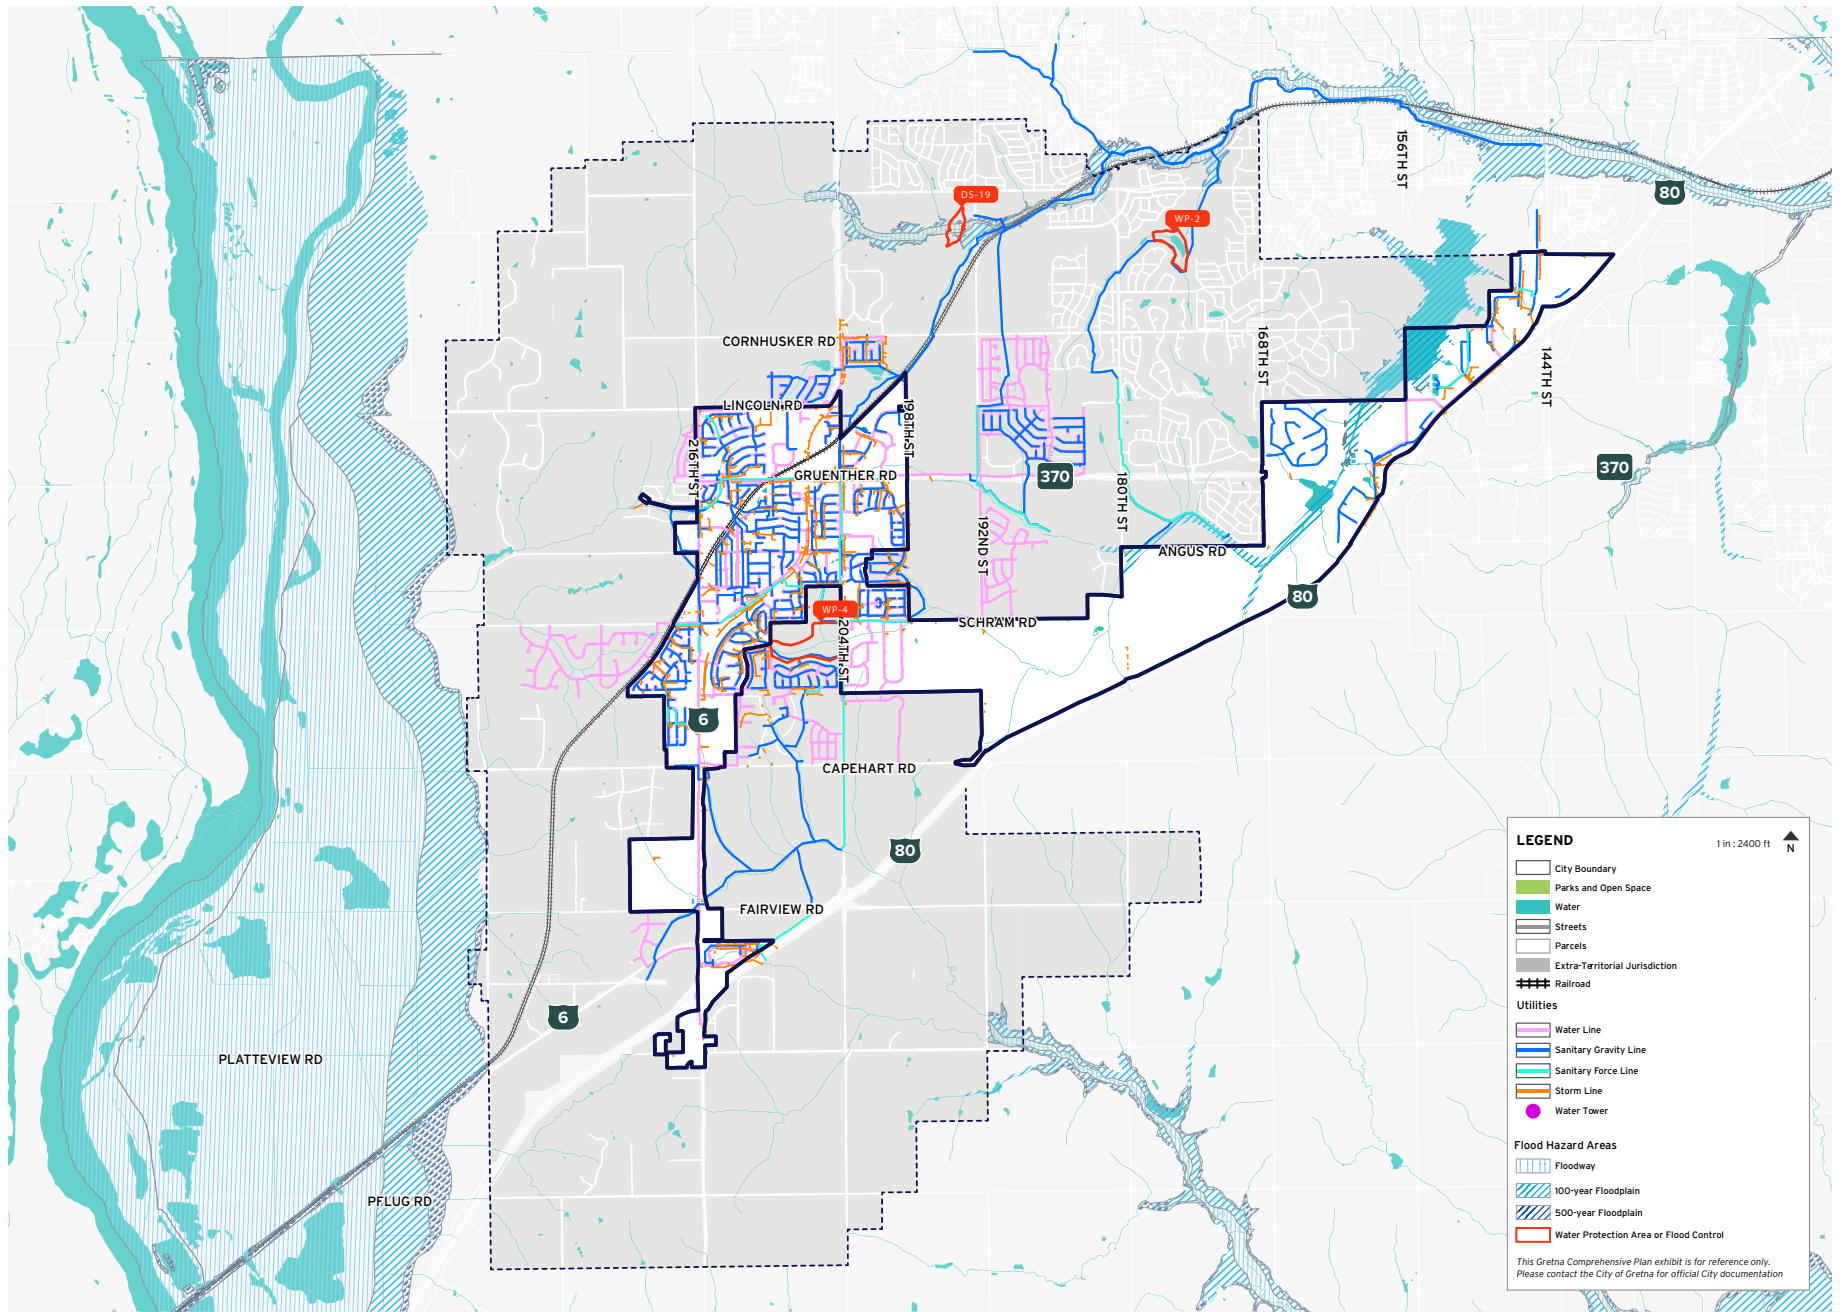 156TH ST
80
DS-19
WP-2
CORNHUSKER RD
168TH ST
144TH ST
LINCOLN RD
198TH ST
216TH ST
GRUENTHER RD
370
370
180TH ST
192ND ST
ANGUS RD
80
WP-4
SCHRAM RD
204TH ST
6
CAPEHART RD
80
FAIRVIEW RD
6
PLATTEVIEW RD
PFLUG RD
LEGEND
1 in : 2400 ft
N
City Boundary
Parks and Open Space
Water
Streets
Parcels
Extra-Territorial Jurisdiction
Railroad
Utilities
Water Line
Sanitary Gravity Line
Sanitary Force Line
Storm Line
Water Tower
Flood Hazard Areas
Floodway
100-year Floodplain
500-year Floodplain
Water Protection Area or Flood Control
This Gretna Comprehensive Plan exhibit is for reference only.
Please contact the City of Gretna for official City documentation